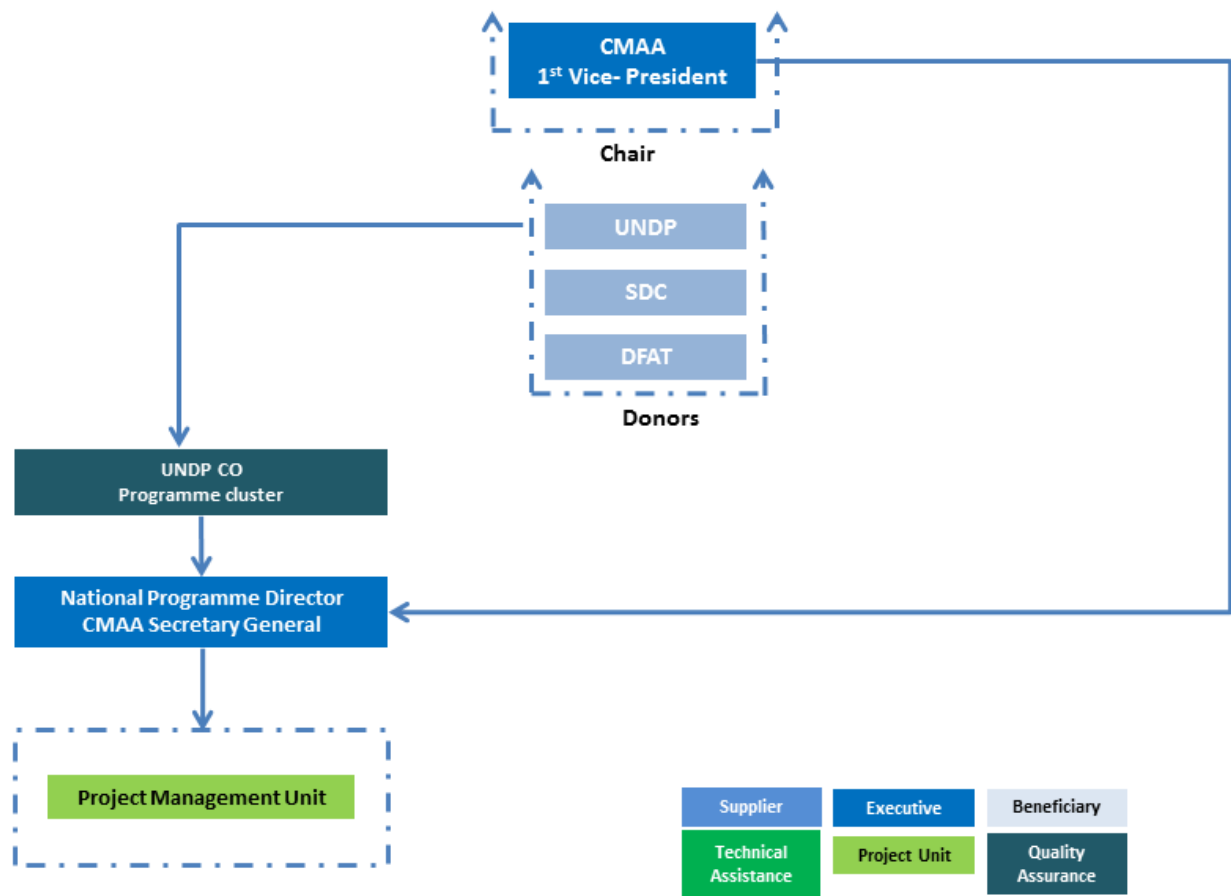 CMAA
1st Vice- President
Chair
UNDP
SDC
DFAT
Donors
UNDP CO
Programme cluster
National Programme Director
CMAA Secretary General
Project Management Unit
Supplier
Executive
Beneficiary
Technical
Assistance
Project Unit
Quality
Assurance